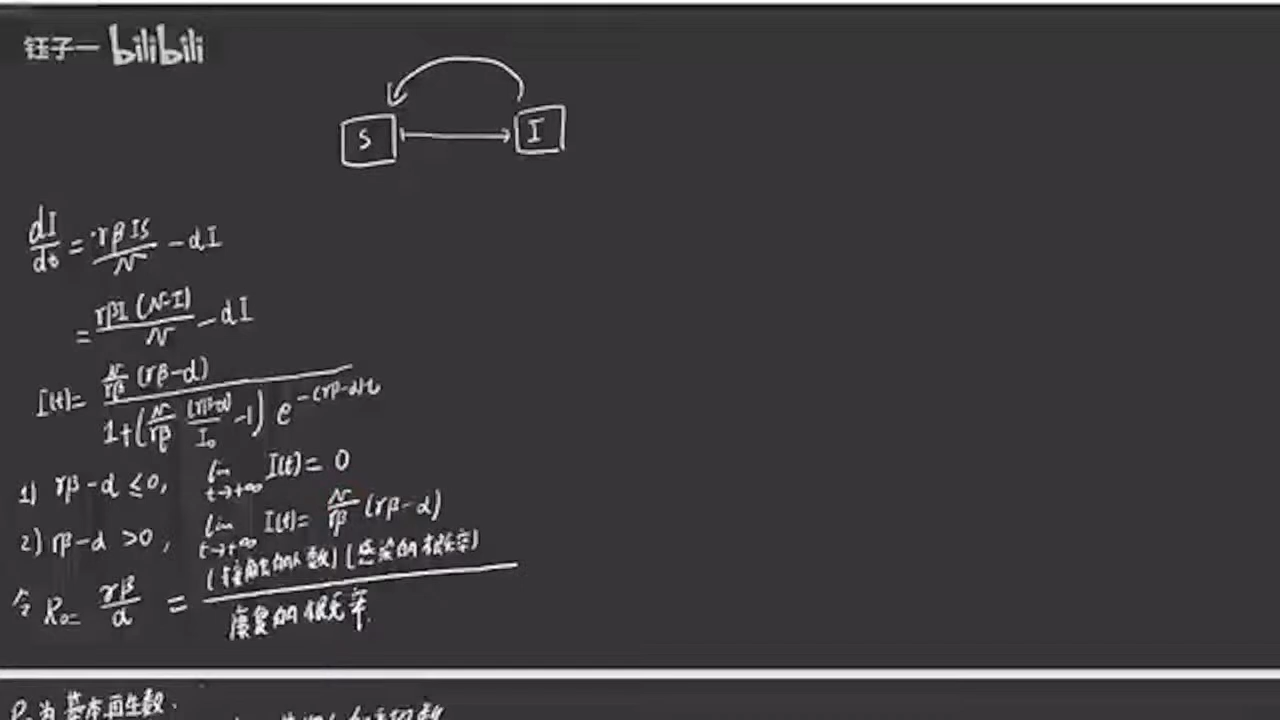 钰子一 bilibili
S I
dI/dt = rβIS/N - αI
= rβI(N-I)/N - αI
I(t)= N/rβ (rβ-α) / 1+(N/rβ (rβ-α)/I₀ -1) e^-(rβ-α)t
1) rβ-α ≤0, lim t→+∞ I(t)= 0
2) rβ-α >0, lim t→+∞ I(t)= N/rβ (rβ-α)
令 R₀= rβ/α = (接触的人数)(感染的概率) / 康复的概率
R₀为基本再生数.